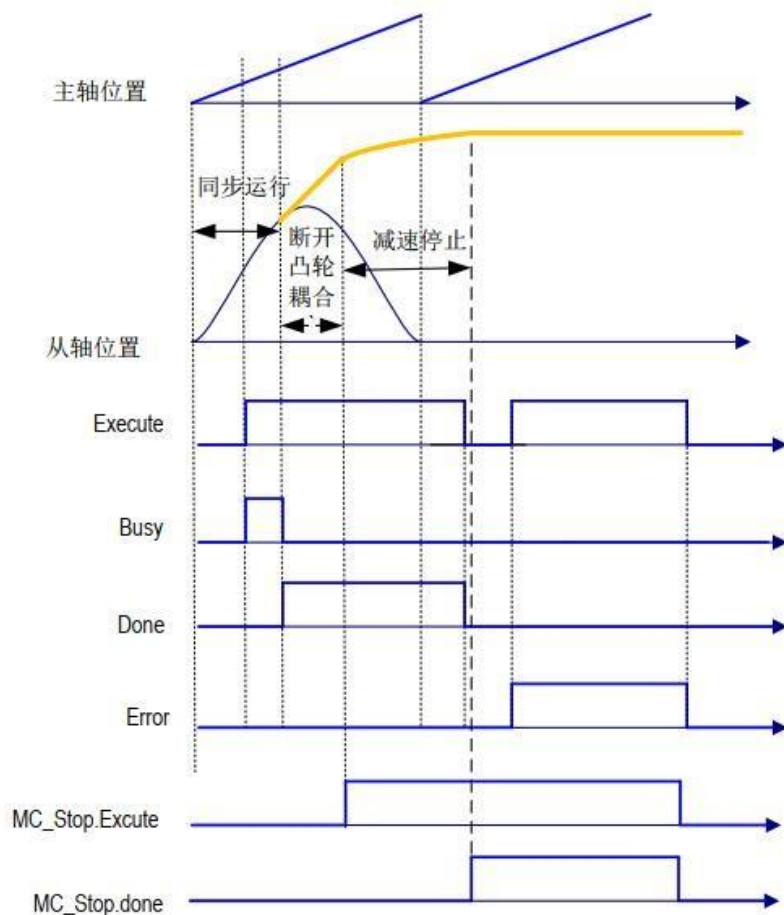 主轴位置
同步运行
断开
凸轮
耦合
减速停止
从轴位置
Execute
Busy
Done
Error
MC_Stop.Excute
MC_Stop.done